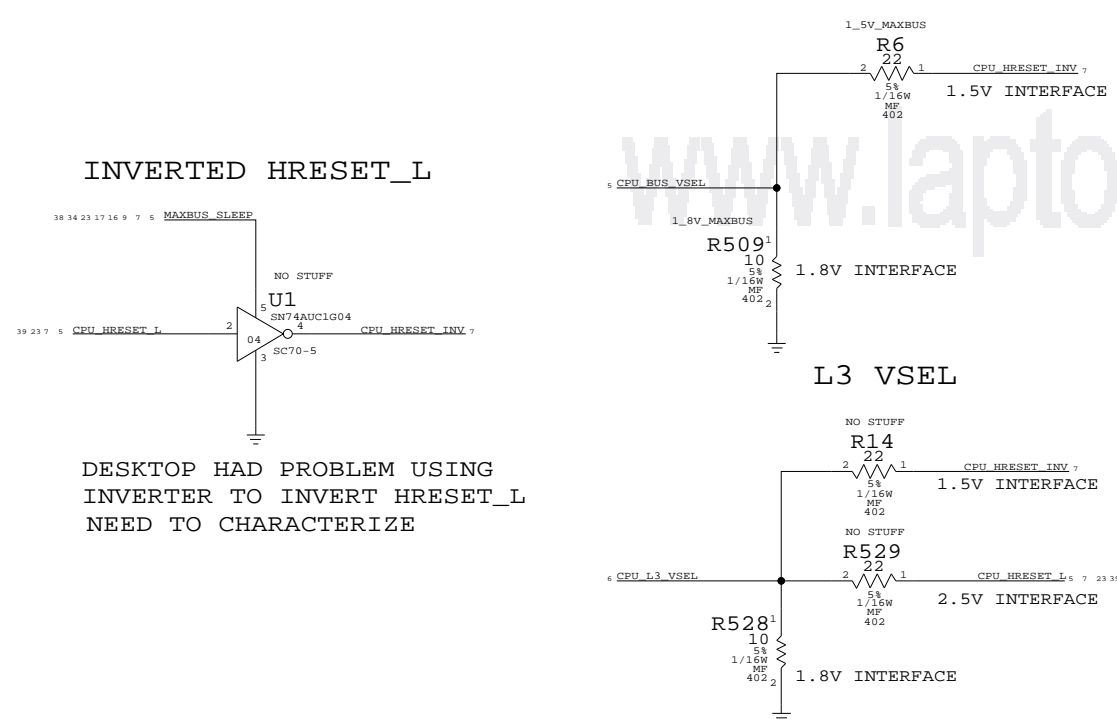 1_5V_MAXBUS
R6
22
2 1 CPU_HRESET_INV 7
5%
1/16W
MF
402
1.5V INTERFACE
www.lapto
5 CPU_BUS_VSEL
1_8V_MAXBUS
R509 1
10
5%
1/16W
MF
402 2
1.8V INTERFACE
INVERTED HRESET_L
38 34 23 17 16 9 7 5 MAXBUS_SLEEP
NO STUFF
5 U1
SN74AUC1G04
39 23 7 5 CPU_HRESET_L 2 04 4 CPU_HRESET_INV 7
3 SC70-5
DESKTOP HAD PROBLEM USING
INVERTER TO INVERT HRESET_L
NEED TO CHARACTERIZE
L3 VSEL
NO STUFF
R14
22
2 1 CPU_HRESET_INV 7
5%
1/16W
MF
402
1.5V INTERFACE
NO STUFF
R529
22
6 CPU_L3_VSEL 2 1 CPU_HRESET_L 5 7 23
5%
1/16W
MF
402
2.5V INTERFACE
R528 1
10
5%
1/16W
MF
402 2
1.8V INTERFACE